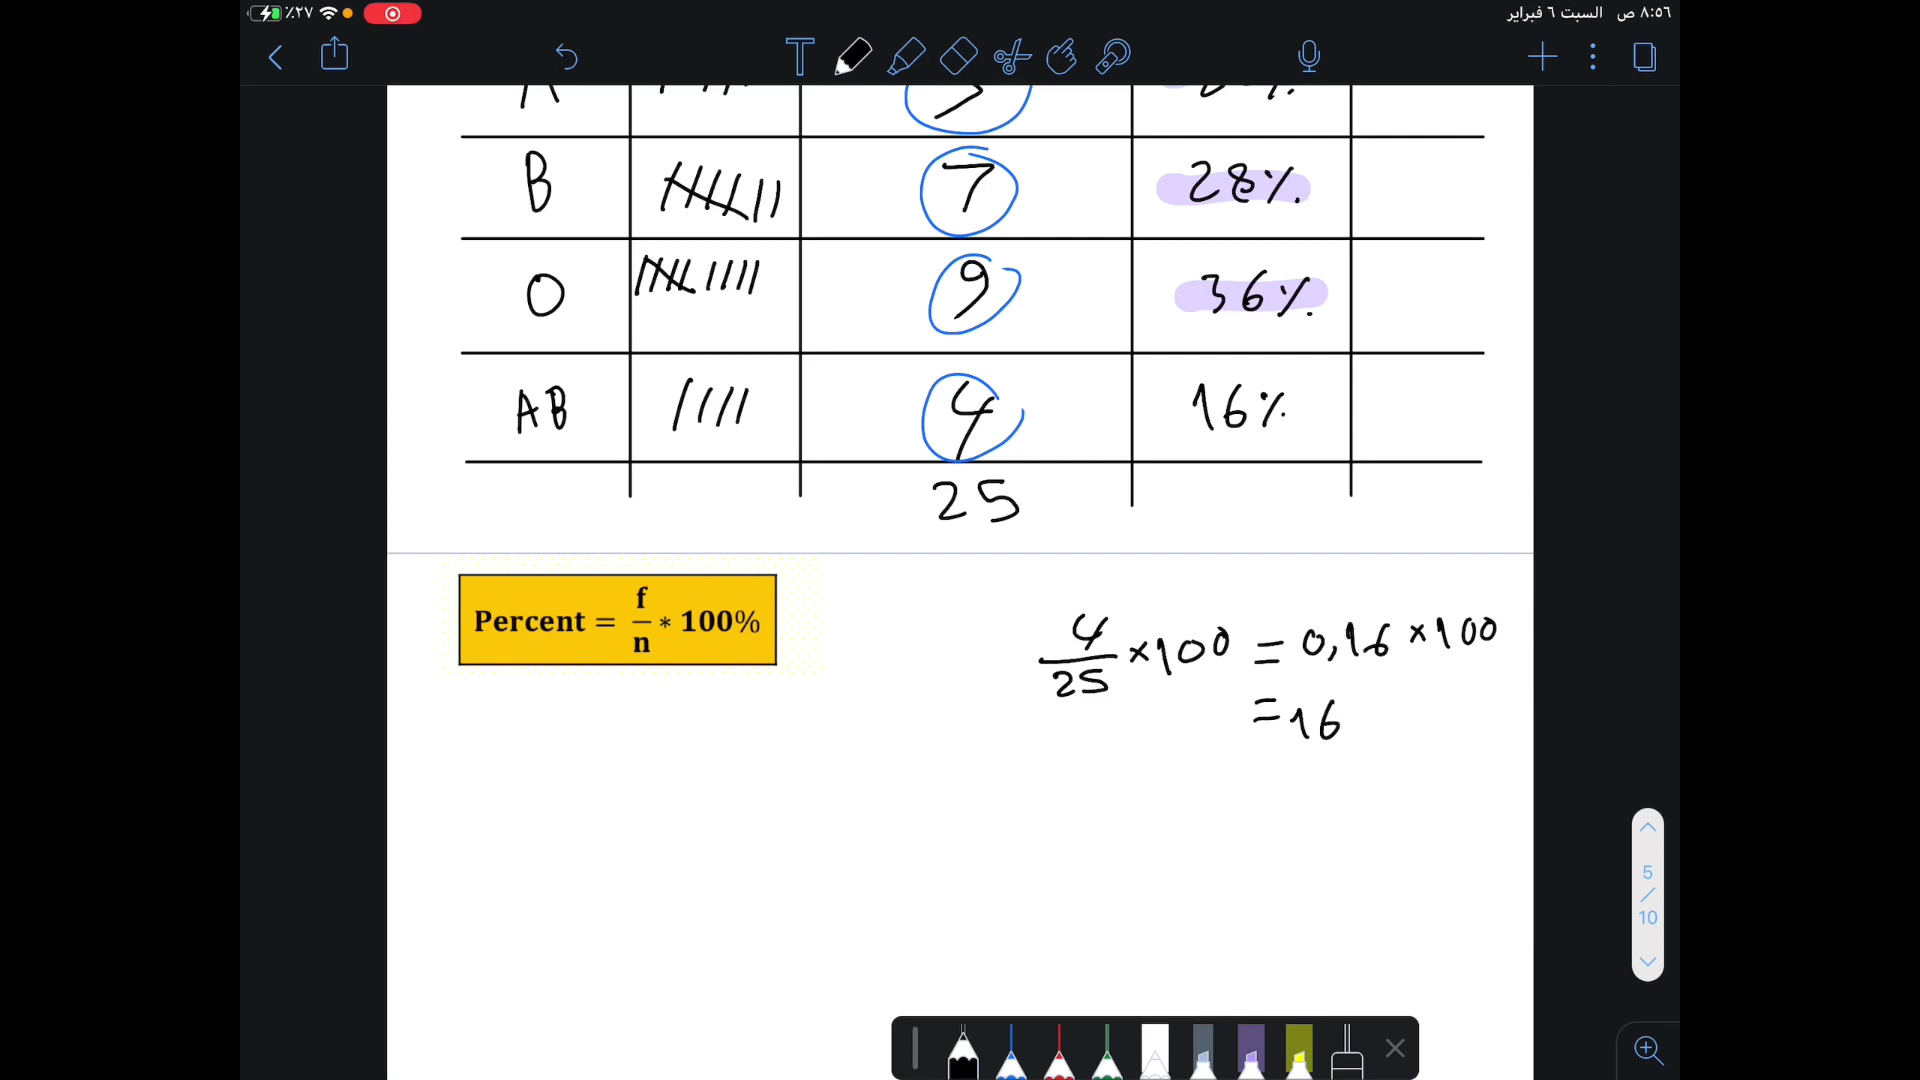 ٪٢٧
٨:٥٦ ص السبت ٦ فبراير
B 7 28%
O 9 36%
AB 4 16%
25
Percent = f/n * 100%
4/25 × 100 = 0,16 × 100
= 16
5
/
10